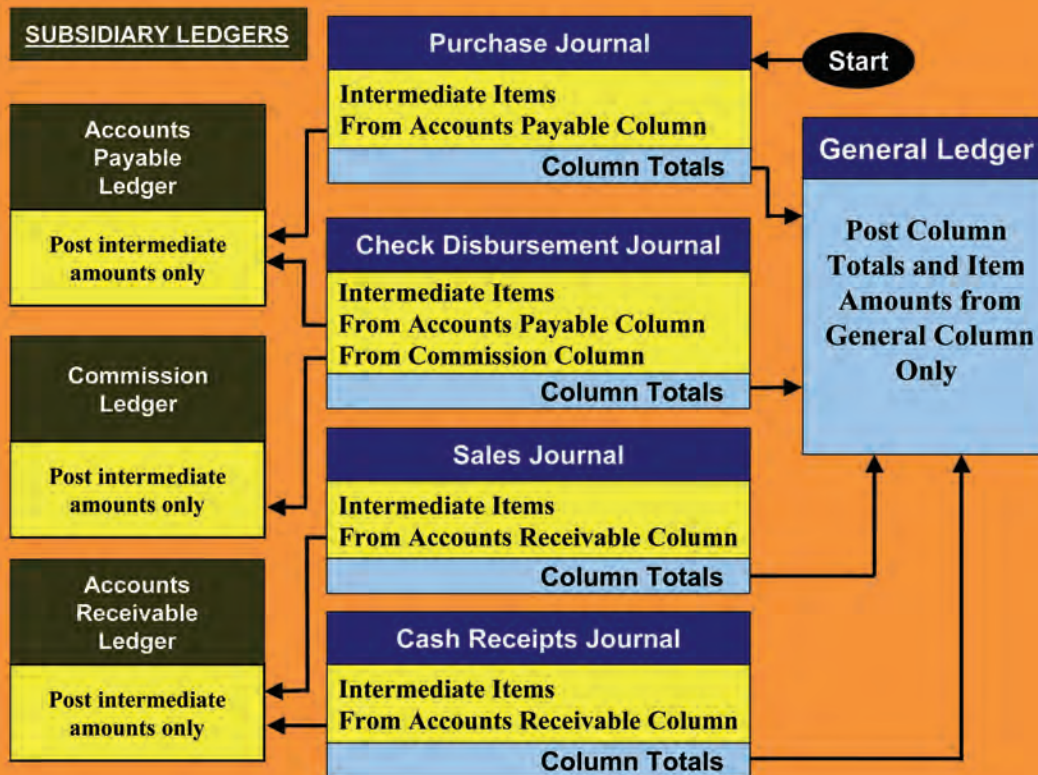 SUBSIDIARY LEDGERS
Accounts
Payable
Ledger
Post intermediate
amounts only
Commission
Ledger
Post intermediate
amounts only
Accounts
Receivable
Ledger
Post intermediate
amounts only
Purchase Journal
Intermediate Items
From Accounts Payable Column
Column Totals
Check Disbursement Journal
Intermediate Items
From Accounts Payable Column
From Commission Column
Column Totals
Sales Journal
Intermediate Items
From Accounts Receivable Column
Column Totals
Cash Receipts Journal
Intermediate Items
From Accounts Receivable Column
Column Totals
Start
General Ledger
Post Column
Totals and Item
Amounts from
General Column
Only